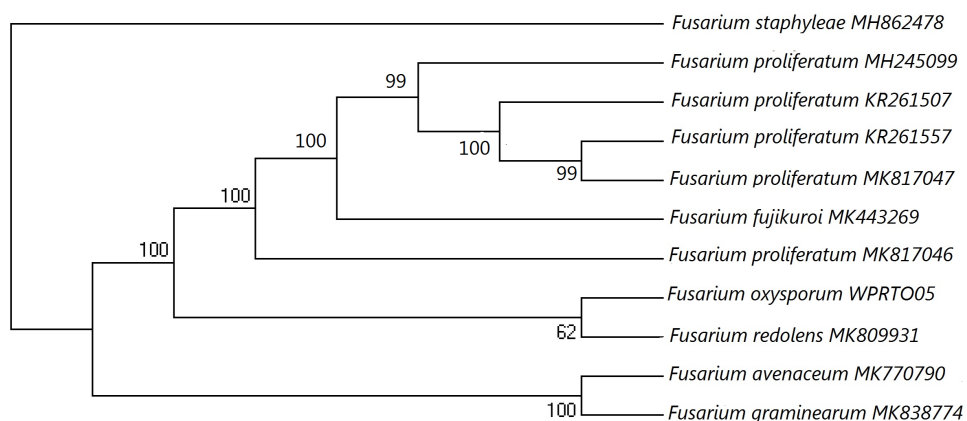 Fusarium staphyleae MH862478
Fusarium proliferatum MH245099
99
Fusarium proliferatum KR261507
100
Fusarium proliferatum KR261557
100
99
Fusarium proliferatum MK817047
100
Fusarium fujikuroi MK443269
100
Fusarium proliferatum MK817046
Fusarium oxysporum WPRTO05
62
Fusarium redolens MK809931
Fusarium avenaceum MK770790
100
Fusarium graminearum MK838774